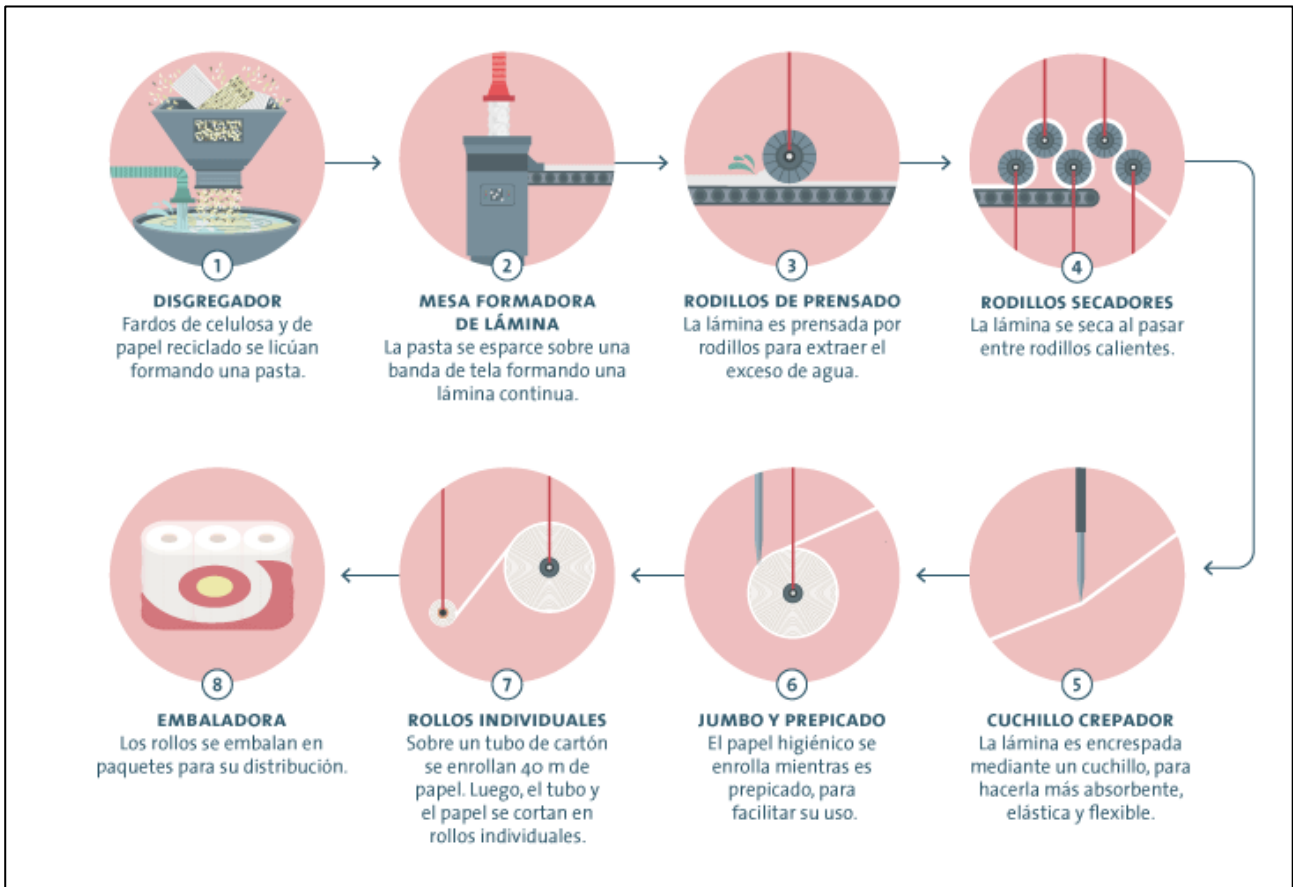 1
DISGREGADOR
Fardos de celulosa y de
papel reciclado se licúan
formando una pasta.
2
MESA FORMADORA
DE LÁMINA
La pasta se esparce sobre una
banda de tela formando una
lámina continua.
3
RODILLOS DE PRENSADO
La lámina es prensada por
rodillos para extraer el
exceso de agua.
4
RODILLOS SECADORES
La lámina se seca al pasar
entre rodillos calientes.
5
CUCHILLO CREPADOR
La lámina es encrespada
mediante un cuchillo, para
hacerla más absorbente,
elástica y flexible.
6
JUMBO Y PREPICADO
El papel higiénico se
enrolla mientras es
prepicado, para
facilitar su uso.
7
ROLLOS INDIVIDUALES
Sobre un tubo de cartón
se enrollan 40 m de
papel. Luego, el tubo y
el papel se cortan en
rollos individuales.
8
EMBALADORA
Los rollos se embalan en
paquetes para su distribución.